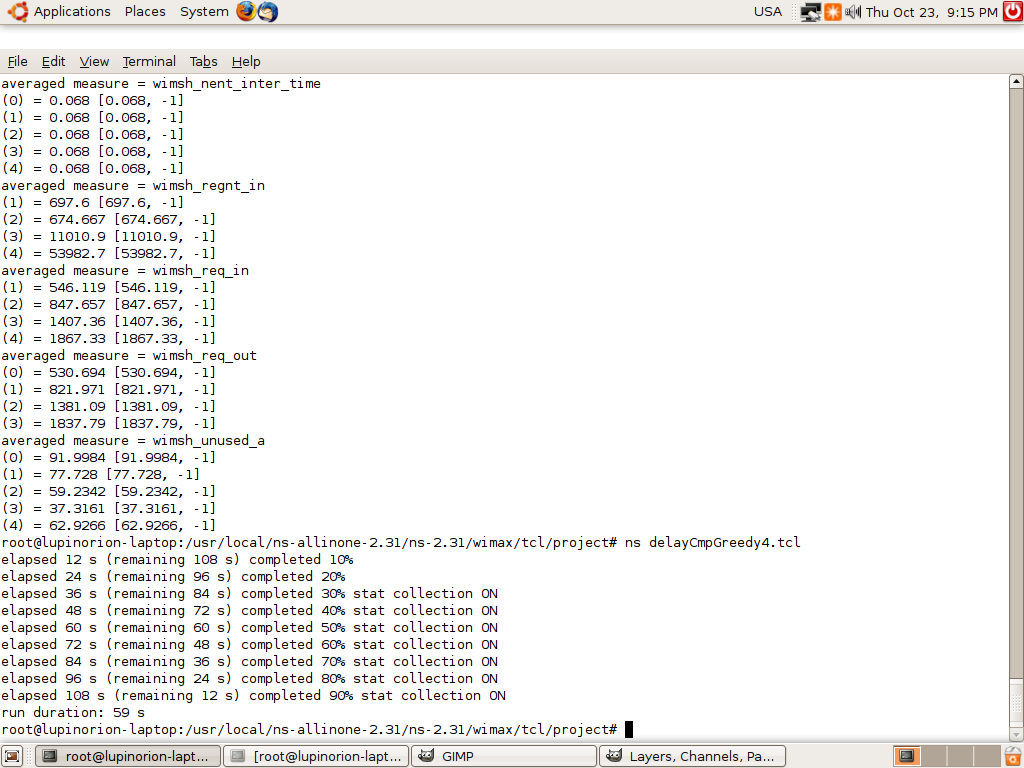 Applications Places System USA Thu Oct 23, 9:15 PM
File Edit View Terminal Tabs Help
averaged measure = wimsh_nent_inter_time
(0) = 0.068 [0.068, -1]
(1) = 0.068 [0.068, -1]
(2) = 0.068 [0.068, -1]
(3) = 0.068 [0.068, -1]
(4) = 0.068 [0.068, -1]
averaged measure = wimsh_regnt_in
(1) = 697.6 [697.6, -1]
(2) = 674.667 [674.667, -1]
(3) = 11010.9 [11010.9, -1]
(4) = 53982.7 [53982.7, -1]
averaged measure = wimsh_req_in
(1) = 546.119 [546.119, -1]
(2) = 847.657 [847.657, -1]
(3) = 1407.36 [1407.36, -1]
(4) = 1867.33 [1867.33, -1]
averaged measure = wimsh_req_out
(0) = 530.694 [530.694, -1]
(1) = 821.971 [821.971, -1]
(2) = 1381.09 [1381.09, -1]
(3) = 1837.79 [1837.79, -1]
averaged measure = wimsh_unused_a
(0) = 91.9984 [91.9984, -1]
(1) = 77.728 [77.728, -1]
(2) = 59.2342 [59.2342, -1]
(3) = 37.3161 [37.3161, -1]
(4) = 62.9266 [62.9266, -1]
root@lupinorion-laptop:/usr/local/ns-allinone-2.31/ns-2.31/wimax/tcl/project# ns delayCmpGreedy4.tcl
elapsed 12 s (remaining 108 s) completed 10%
elapsed 24 s (remaining 96 s) completed 20%
elapsed 36 s (remaining 84 s) completed 30% stat collection ON
elapsed 48 s (remaining 72 s) completed 40% stat collection ON
elapsed 60 s (remaining 60 s) completed 50% stat collection ON
elapsed 72 s (remaining 48 s) completed 60% stat collection ON
elapsed 84 s (remaining 36 s) completed 70% stat collection ON
elapsed 96 s (remaining 24 s) completed 80% stat collection ON
elapsed 108 s (remaining 12 s) completed 90% stat collection ON
run duration: 59 s
root@lupinorion-laptop:/usr/local/ns-allinone-2.31/ns-2.31/wimax/tcl/project#
root@lupinorion-lapt... [root@lupinorion-lapt... GIMP Layers, Channels, Pa...